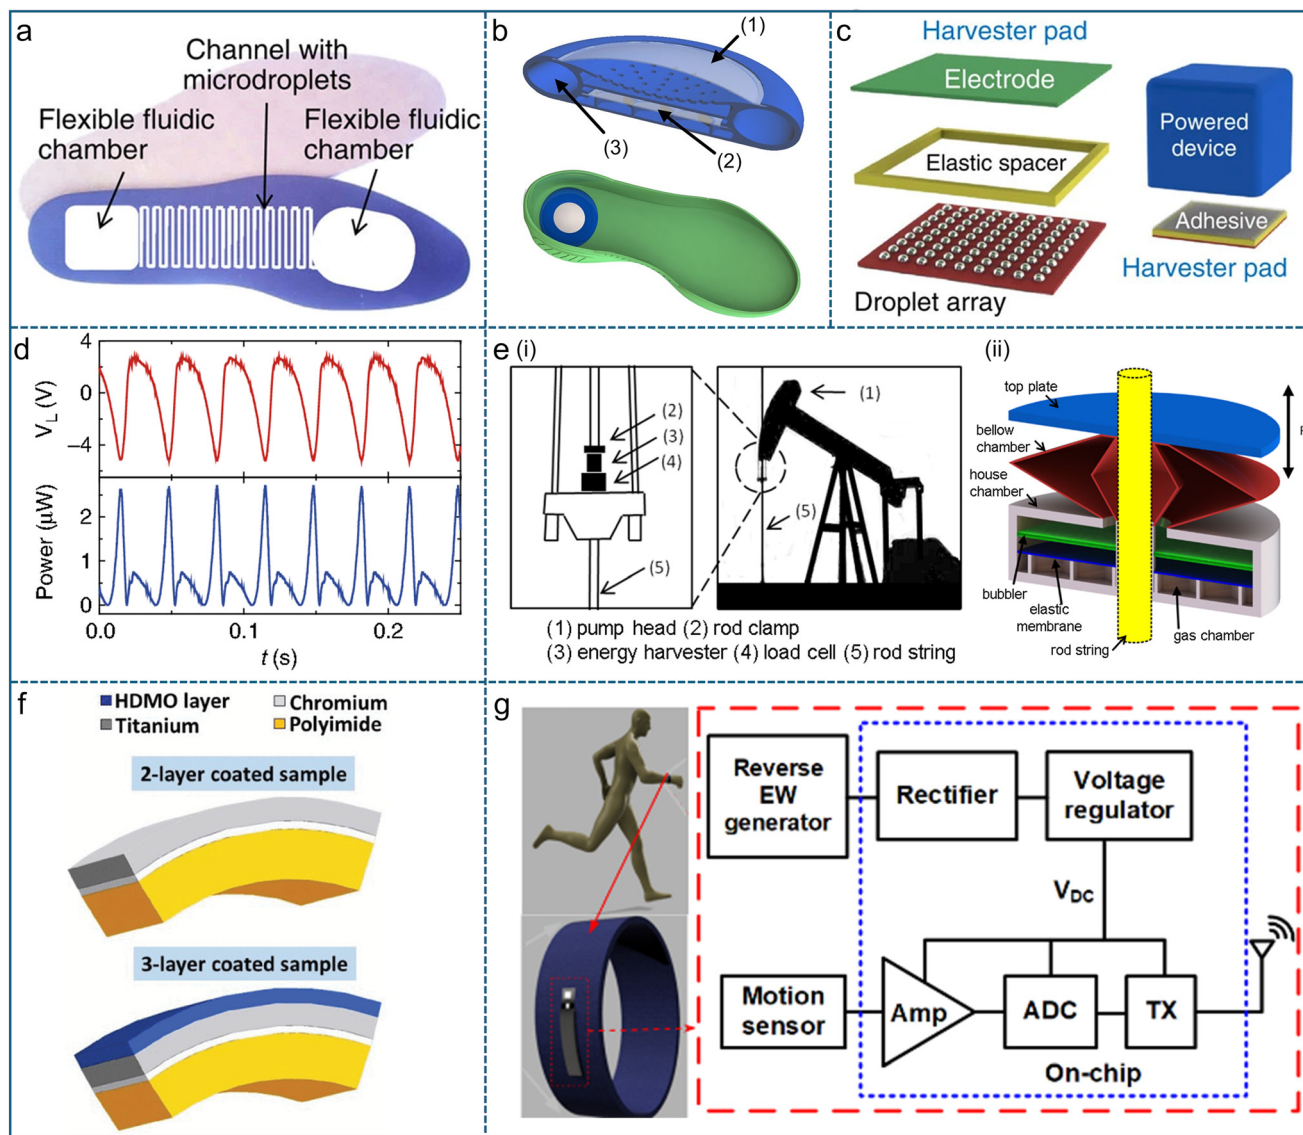 a
Channel with
microdroplets
Flexible fluidic
chamber
Flexible fluidic
chamber
b
(1)
(2)
(3)
c
Harvester pad
Electrode
Elastic spacer
Droplet array
Powered
device
Adhesive
Harvester pad
d
V_L (V)
4
0
−4
Power (μW)
2
1
0
0.0
0.1
0.2
t (s)
e
(i)
(2)
(3)
(4)
(5)
(1)
(5)
(1) pump head (2) rod clamp
(3) energy harvester (4) load cell (5) rod string
(ii)
top plate
bellow
chamber
house
chamber
bubbler
elastic
membrane
gas chamber
rod string
f
HDMO layer
Chromium
Titanium
Polyimide
2-layer coated sample
3-layer coated sample
g
Reverse
EW
generator
Rectifier
Voltage
regulator
V_DC
Motion
sensor
Amp
ADC
TX
On-chip